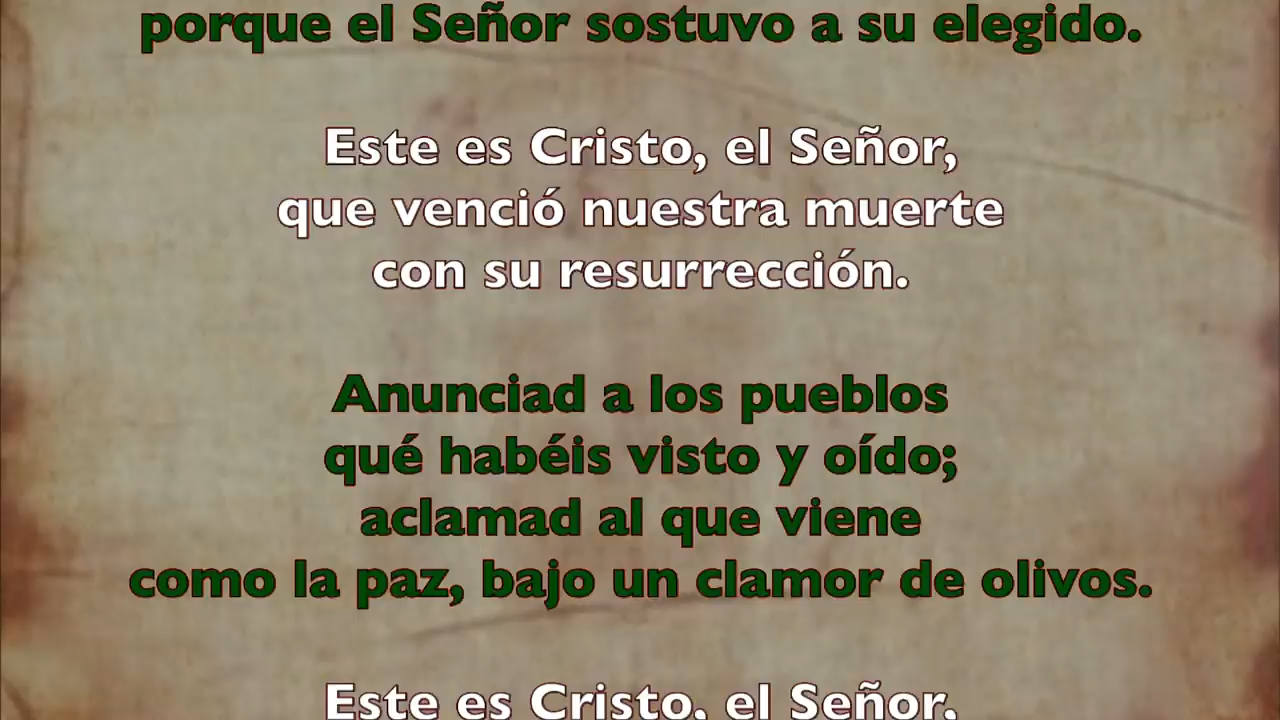 porque el Señor sostuvo a su elegido.
Este es Cristo, el Señor,
que venció nuestra muerte
con su resurrección.
Anunciad a los pueblos
qué habéis visto y oído;
aclamad al que viene
como la paz, bajo un clamor de olivos.
Este es Cristo, el Señor,